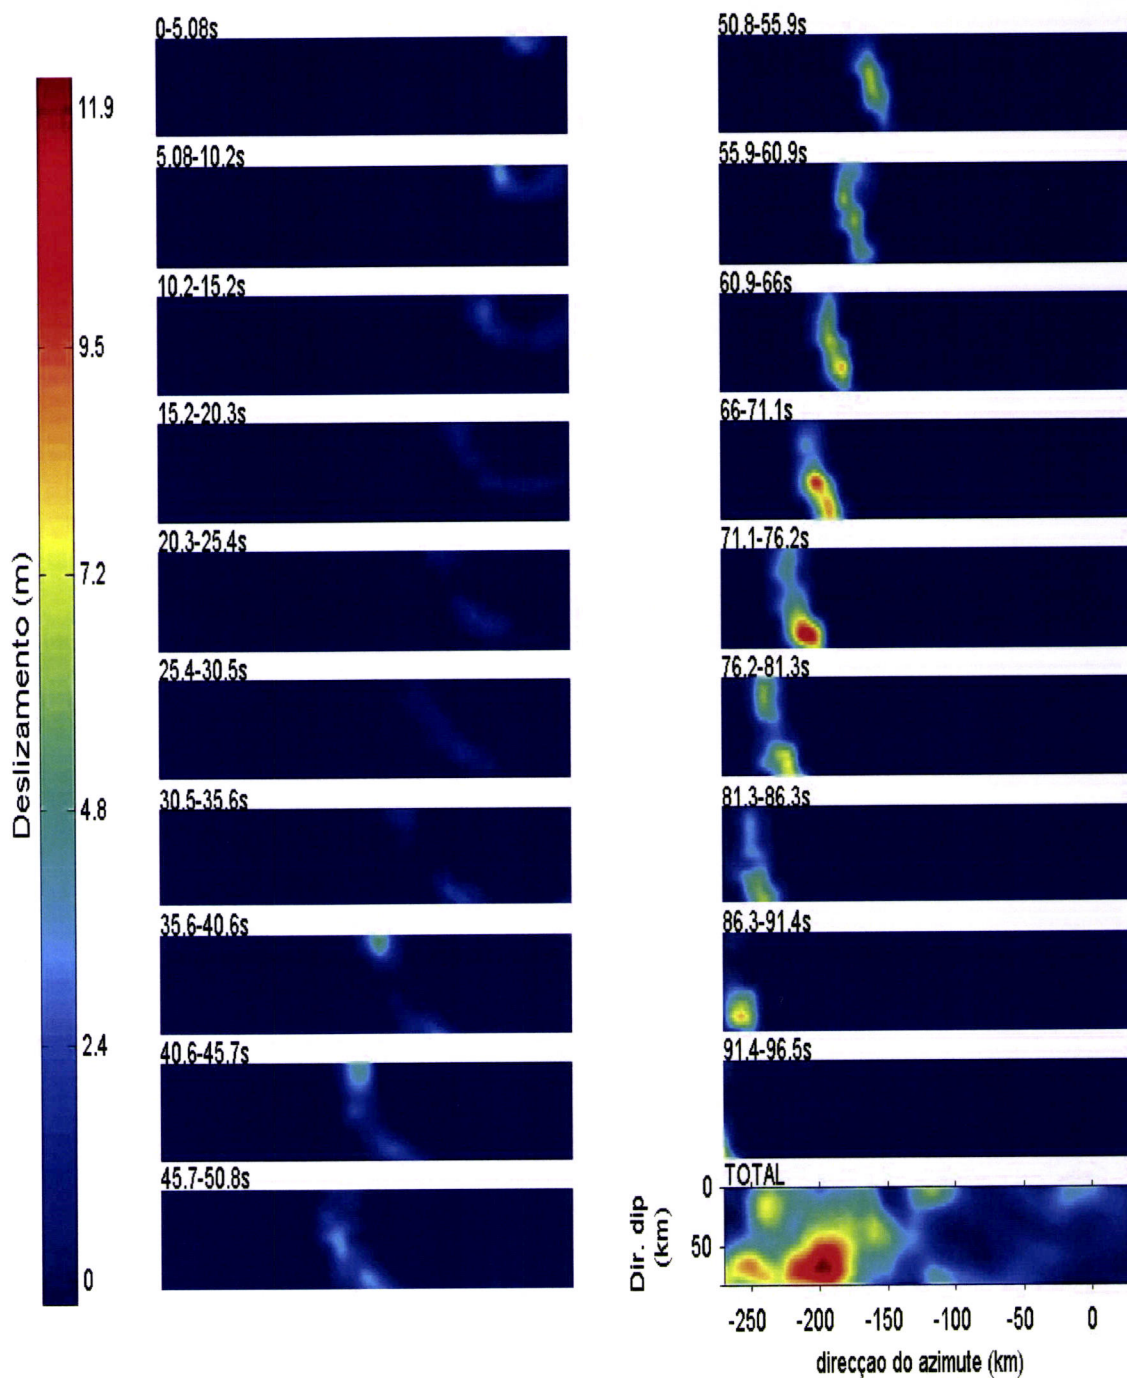 0-5.08s
5.08-10.2s
10.2-15.2s
15.2-20.3s
20.3-25.4s
25.4-30.5s
30.5-35.6s
35.6-40.6s
40.6-45.7s
45.7-50.8s
Deslizamento (m)
11.9
9.5
7.2
4.8
2.4
0
50.8-55.9s
55.9-60.9s
60.9-66s
66-71.1s
71.1-76.2s
76.2-81.3s
81.3-86.3s
86.3-91.4s
91.4-96.5s
TOTAL
Dir. dip
(km)
0
50
-250 -200 -150 -100 -50 0
direcçao do azimute (km)